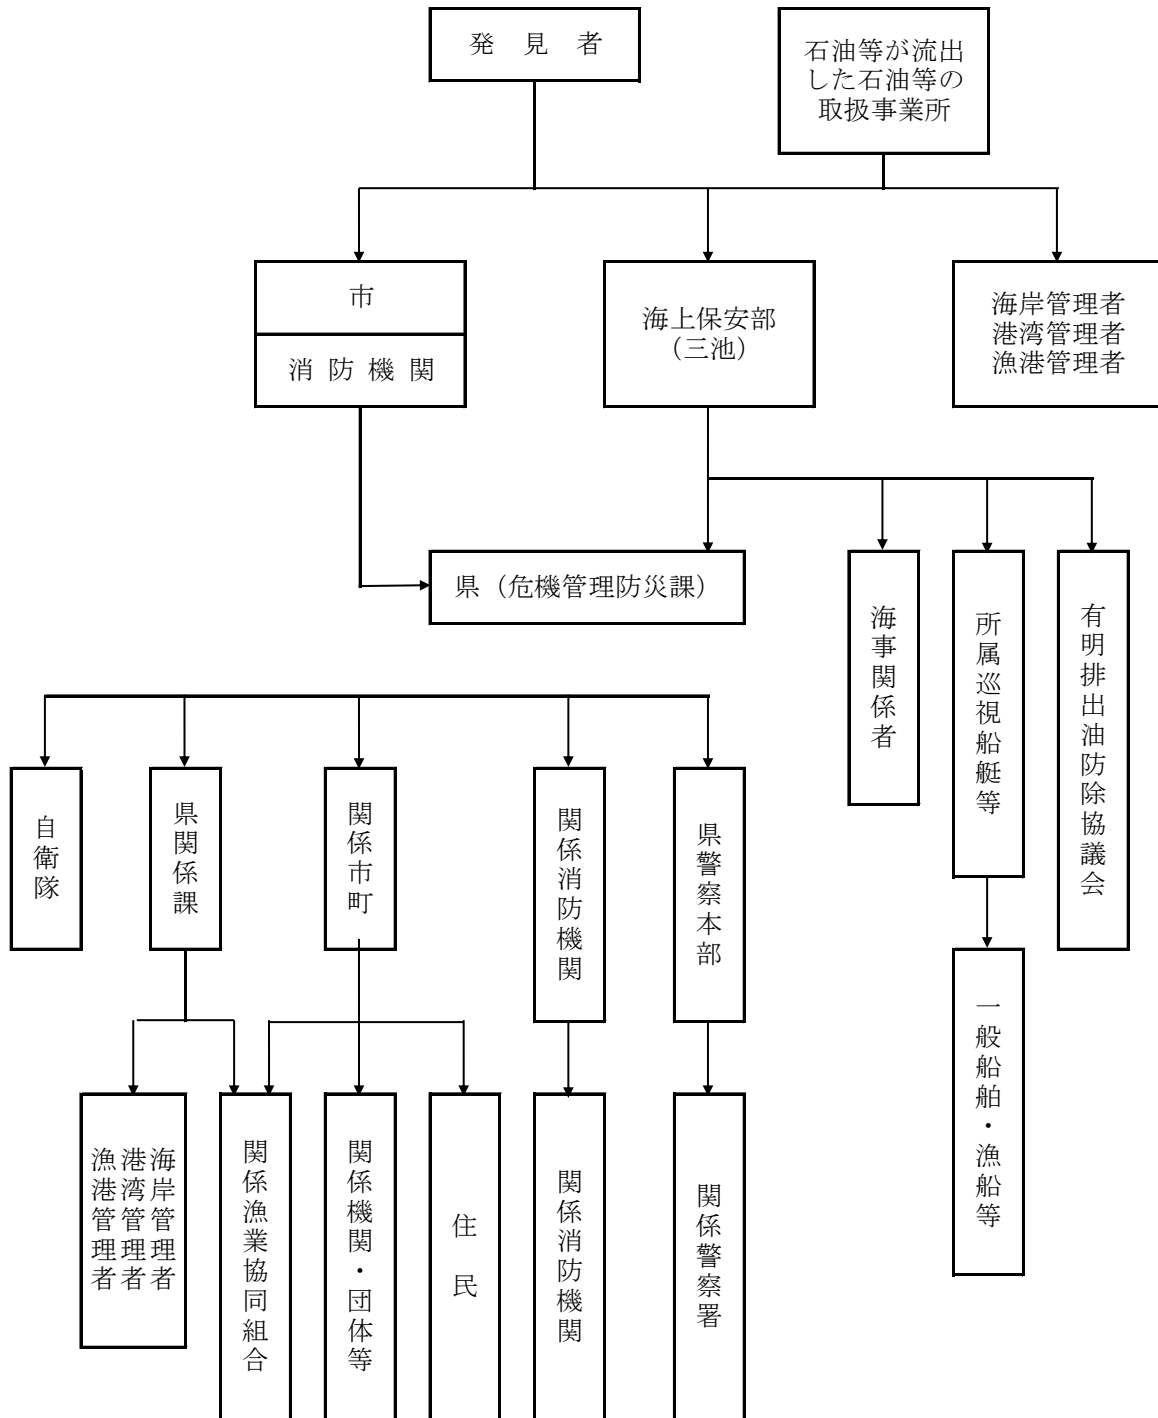 発　見　者
石油等が流出
した石油等の
取扱事業所
市
消 防 機 関
海上保安部
（三池）
海岸管理者
港湾管理者
漁港管理者
県（危機管理防災課）
海事関係者
所属巡視船艇等
有明排出油防除協議会
自衛隊
県関係課
関係市町
関係消防機関
県警察本部
一般船舶・漁船等
海岸管理者
港湾管理者
漁港管理者
関係漁業協同組合
関係機関・団体等
住　民
関係消防機関
関係警察署